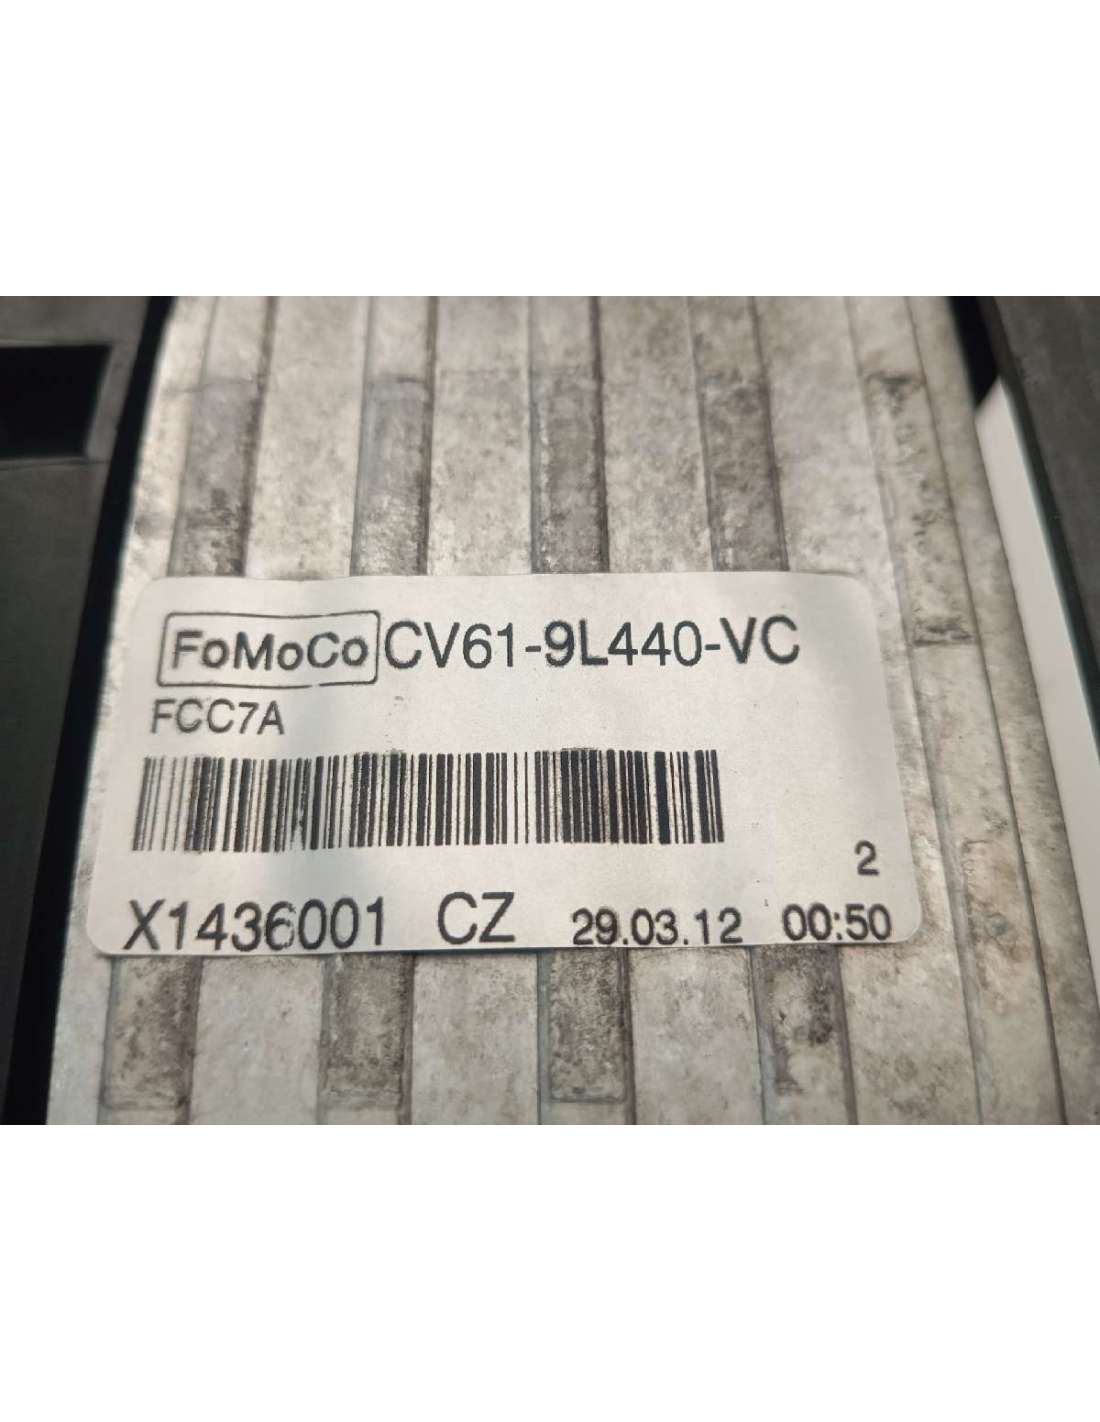 FoMoCo CV61-9L440-VC
FCC7A
2
X1436001 CZ 29.03.12 00:50